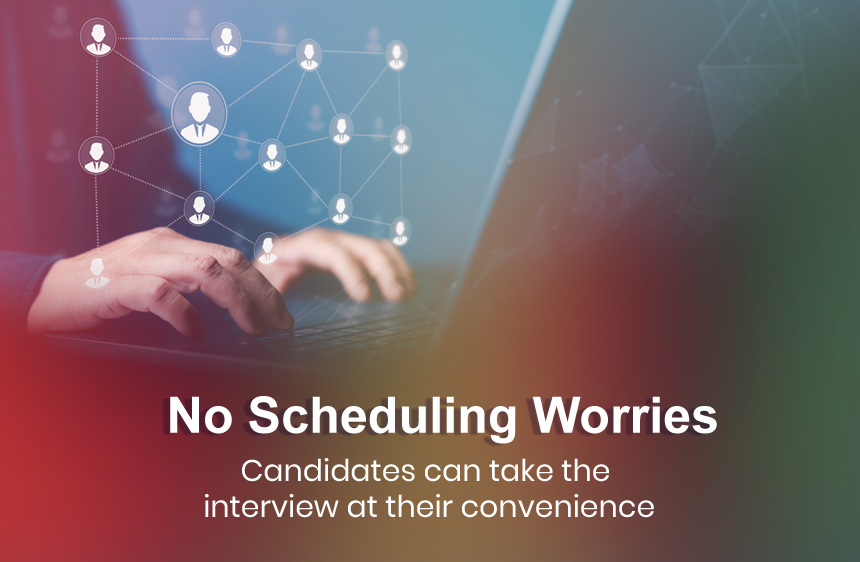 No Scheduling Worries
Candidates can take the
interview at their convenience